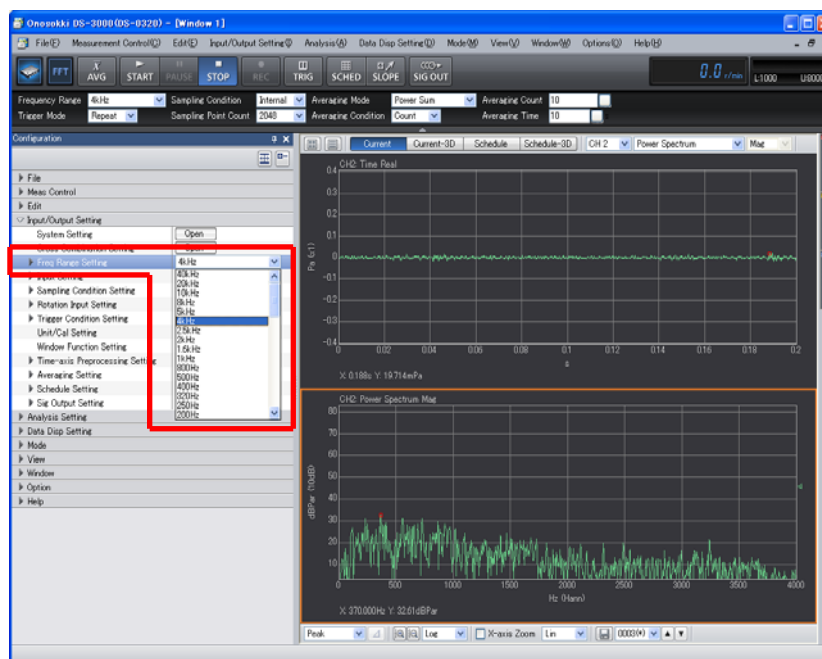 Onosokki DS-3000(DS-0320) - [Window 1]
File(F) Measurement Control(Q) Edit(E) Input/Output Setting(I) Analysis(A) Data Disp Setting(D) Mode(M) View(V) Window(W) Options(O) Help(H)
FFT AVG START PAUSE STOP REC TRIG SCHED SLOPE SIG OUT 0.0 r/min L:1000
Frequency Range 4kHz Sampling Condition Internal Averaging Mode Power Sum Averaging Count 10
Trigger Mode Repeat Sampling Point Count 2048 Averaging Condition Count Averaging Time 10
Configuration
Current Current-3D Schedule Schedule-3D CH 2 Power Spectrum Mag
File
Meas Control
Edit
Input/Output Setting
System Setting Open
Freq Range Setting 4kHz
Input Setting
Sampling Condition Setting
Rotation Input Setting
Trigger Condition Setting
Unit/Cal Setting
Window Function Setting
Time-axis Preprocessing Setting
Averaging Setting
Schedule Setting
Sig Output Setting
Analysis Setting
Data Disp Setting
Mode
View
Window
Option
Help
40kHz
20kHz
10kHz
8kHz
5kHz
4kHz
2.5kHz
2kHz
1.6kHz
1kHz
800Hz
500Hz
400Hz
320Hz
250Hz
200Hz
CH2: Time Real
0.4
0.3
0.2
0.1
0
-0.1
-0.2
-0.3
-0.4
Pa (x1)
0 0.02 0.04 0.06 0.08 0.1 0.12 0.14 0.16 0.18 0.2
s
X: 0.188s Y: 19.714mPa
CH2: Power Spectrum Mag
80
70
60
50
40
30
20
10
dBPar (10dB)
0 500 1000 1500 2000 2500 3000 3500 4000
Hz (Hann)
X: 370.000Hz Y: 32.61dBPar
Peak Log X-axis Zoom Lin 0003(*)